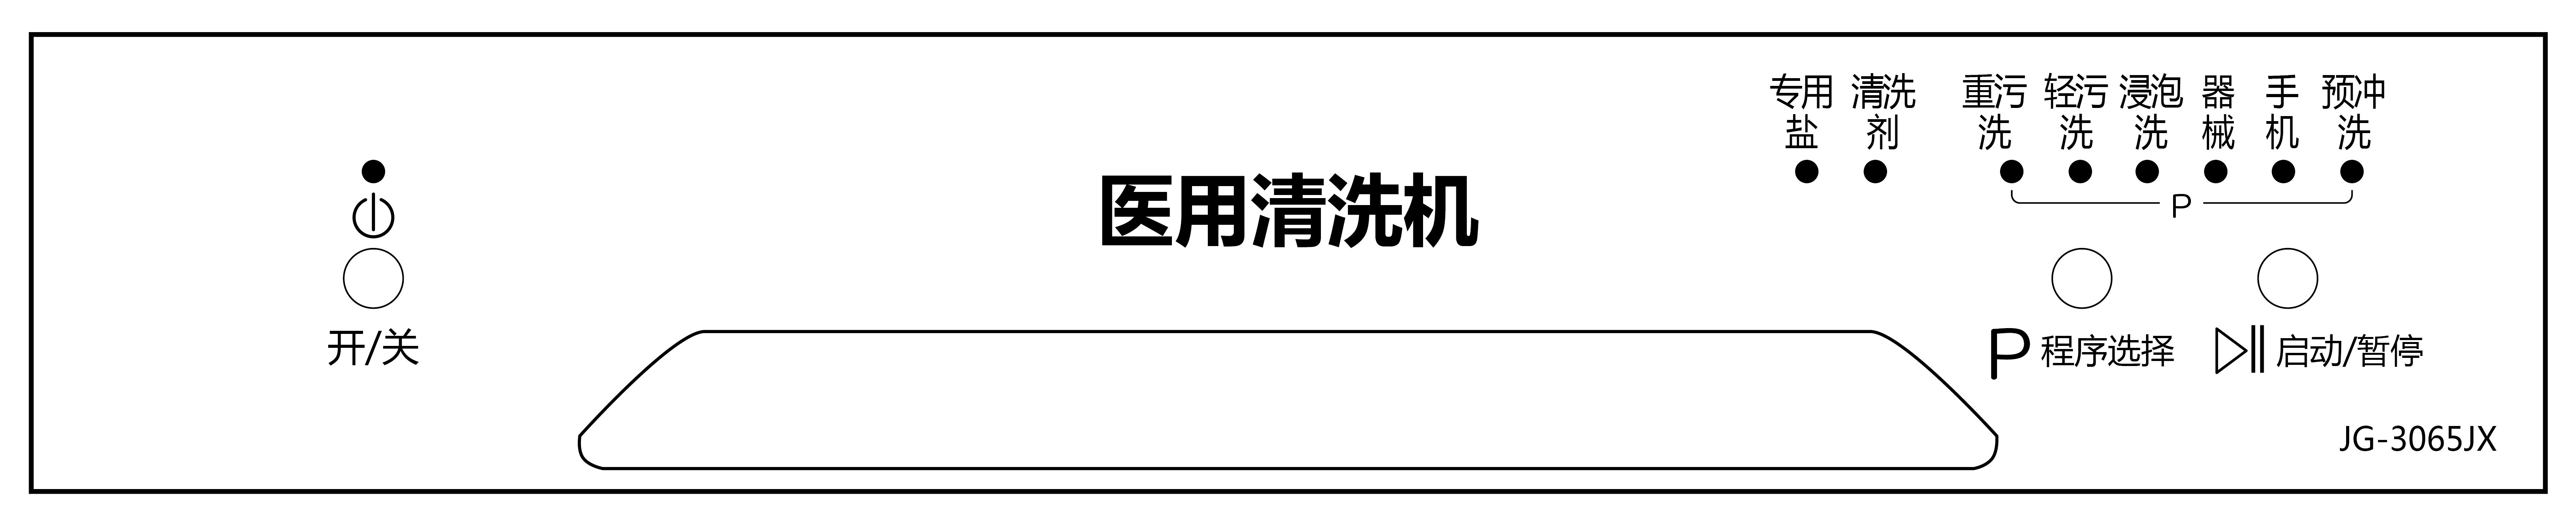 专用盐
清洗剂
重污洗
轻污洗
浸泡洗
器械
手机
预冲洗
P
医用清洗机
开/关
P 程序选择
启动/暂停
JG-3065JX